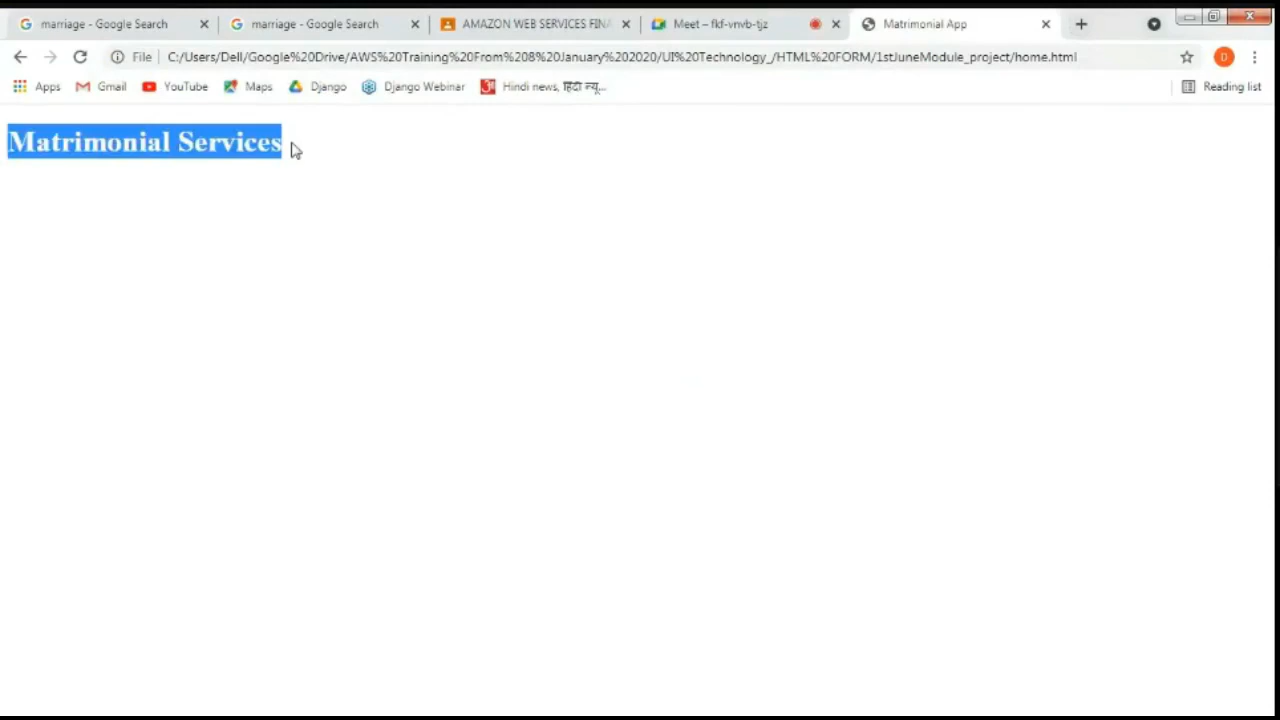 marriage - Google Search
marriage - Google Search
AMAZON WEB SERVICES FINA
Meet – fkf-vnvb-tjz
Matrimonial App
File
C:/Users/Dell/Google%20Drive/AWS%20Training%20From%208%20January%202020/UI%20Technology_/HTML%20FORM/1stJuneModule_project/home.html
D
Apps
Gmail
YouTube
Maps
Django
Django Webinar
Hindi news, हिंदी न्यू...
Reading list
Matrimonial Services